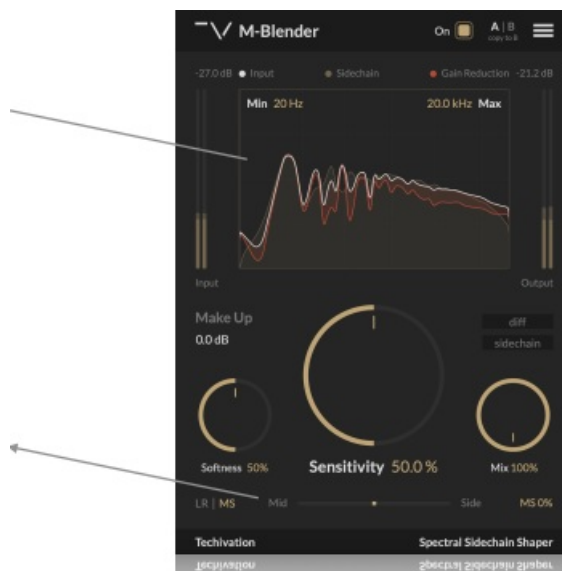 M-Blender On A | B
copy to B
-27.0 dB Input Sidechain Gain Reduction -21.2 dB
Min 20 Hz 20.0 kHz Max
Input Output
Make Up diff
0.0 dB sidechain
Softness 50% Sensitivity 50.0 % Mix 100%
LR | MS Mid Side MS 0%
Techivation Spectral Sidechain Shaper